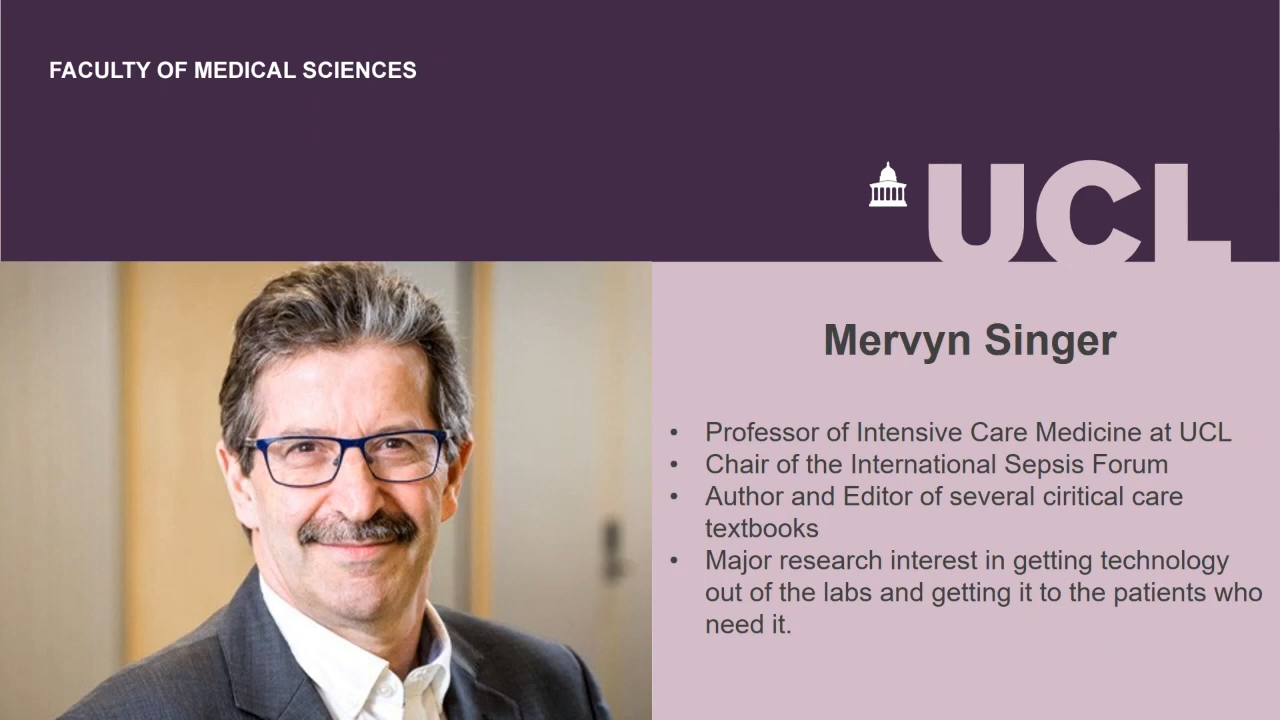 FACULTY OF MEDICAL SCIENCES
UCL
Mervyn Singer
• Professor of Intensive Care Medicine at UCL
• Chair of the International Sepsis Forum
• Author and Editor of several ciritical care
textbooks
• Major research interest in getting technology
out of the labs and getting it to the patients who
need it.